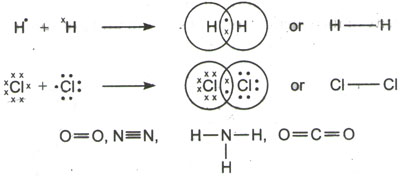 H + H → H H or H—H
Cl + Cl → Cl Cl or Cl—Cl
O=O, N≡N, H—N—H, O=C=O
H